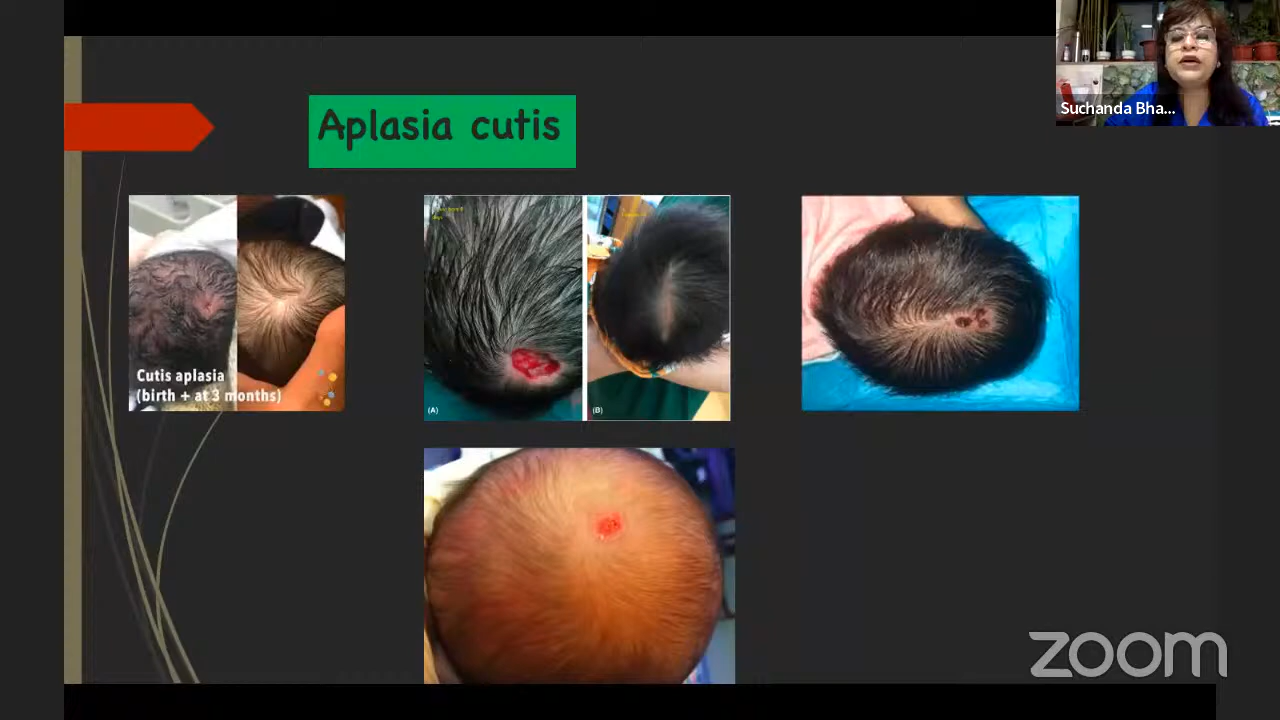 Suchanda Bha...
Aplasia cutis
Cutis aplasia
(birth + at 3 months)
(A)
(B)
zoom